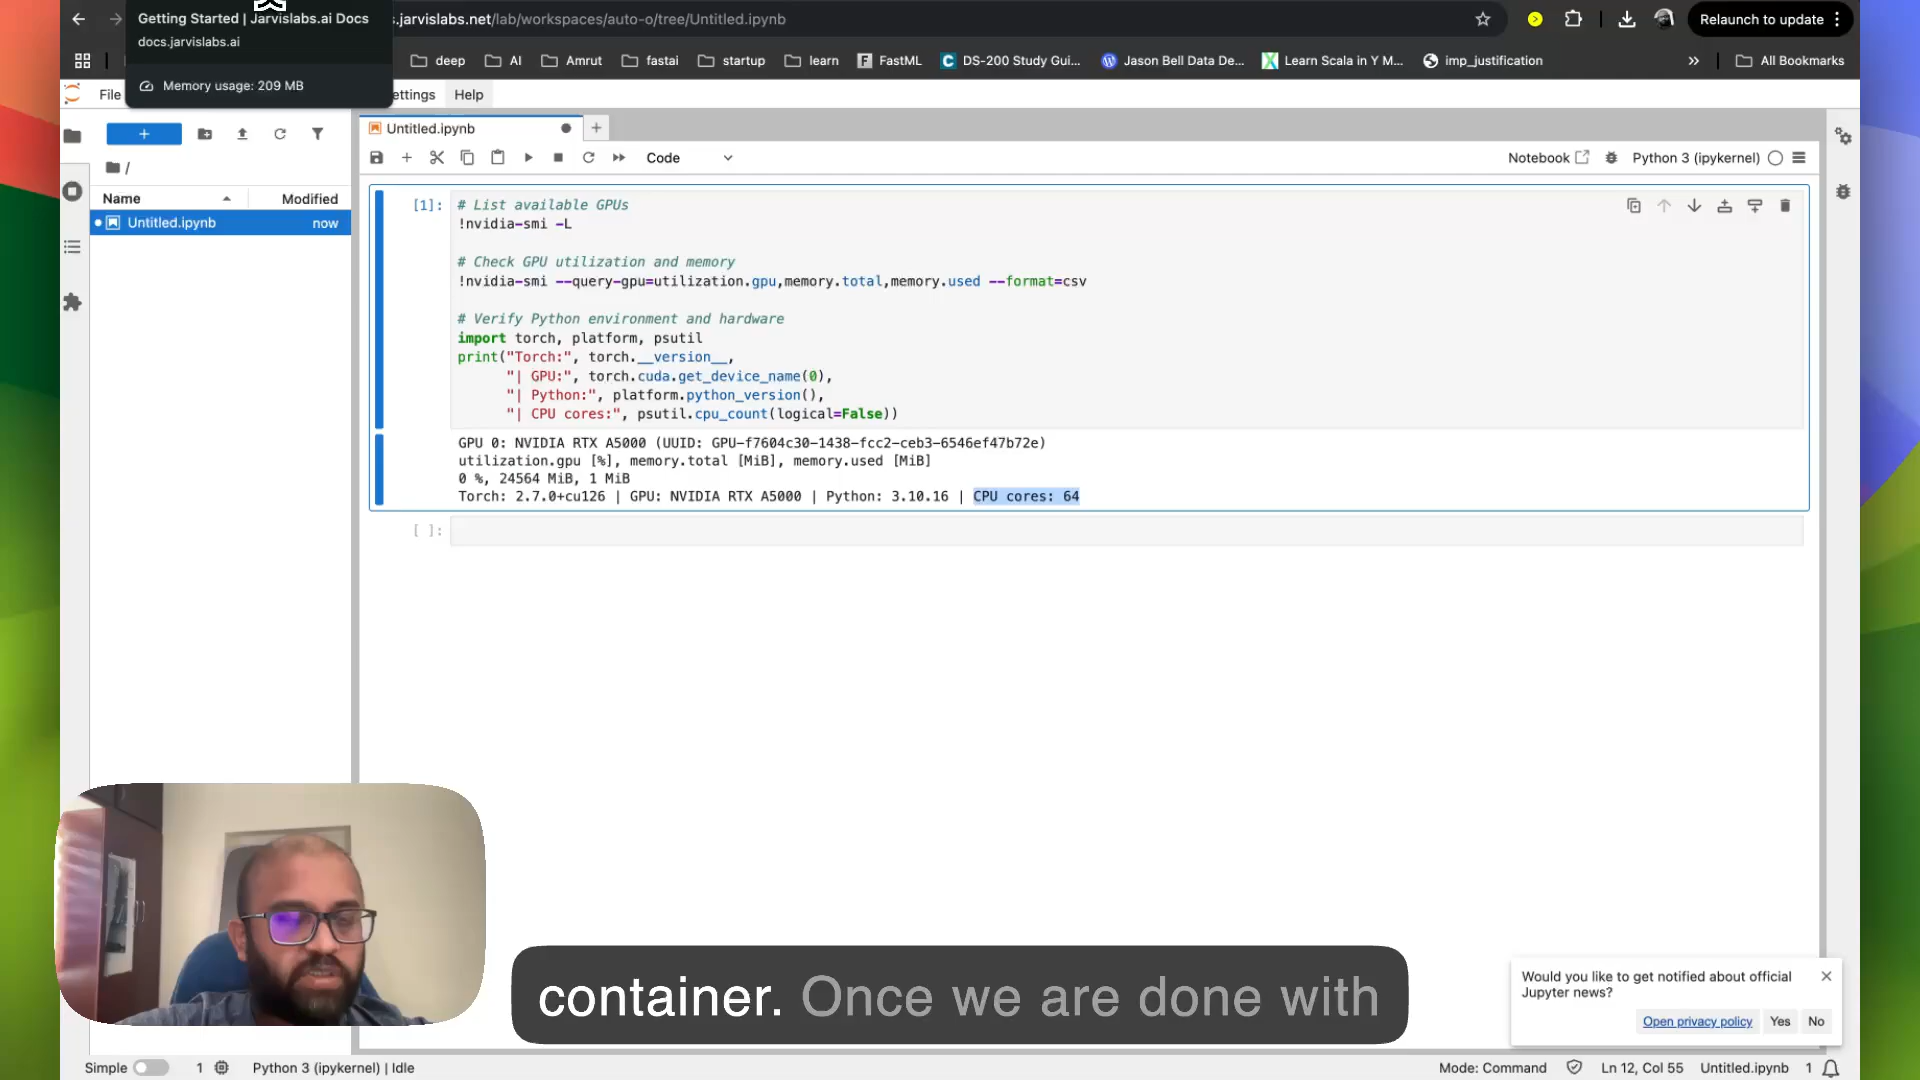 Getting Started | Jarvislabs.ai Docs
docs.jarvislabs.ai
Memory usage: 209 MB
s.jarvislabs.net/lab/workspaces/auto-o/tree/Untitled.ipynb
Relaunch to update
deep
AI
Amrut
fastai
startup
learn
FastML
DS-200 Study Gui...
Jason Bell Data De...
Learn Scala in Y M...
imp_justification
All Bookmarks
File
ettings
Help
/
Name
Modified
Untitled.ipynb
now
Untitled.ipynb
Code
Notebook
Python 3 (ipykernel)
[1]:
# List available GPUs
!nvidia-smi -L
# Check GPU utilization and memory
!nvidia-smi --query-gpu=utilization.gpu,memory.total,memory.used --format=csv
# Verify Python environment and hardware
import torch, platform, psutil
print("Torch:", torch.__version__,
"| GPU:", torch.cuda.get_device_name(0),
"| Python:", platform.python_version(),
"| CPU cores:", psutil.cpu_count(logical=False))
GPU 0: NVIDIA RTX A5000 (UUID: GPU-f7604c30-1438-fcc2-ceb3-6546ef47b72e)
utilization.gpu [%], memory.total [MiB], memory.used [MiB]
0 %, 24564 MiB, 1 MiB
Torch: 2.7.0+cu126 | GPU: NVIDIA RTX A5000 | Python: 3.10.16 | CPU cores: 64
[ ]:
container. Once we are done with
Would you like to get notified about official
Jupyter news?
Open privacy policy
Yes
No
Simple
1
Python 3 (ipykernel) | Idle
Mode: Command
Ln 12, Col 55
Untitled.ipynb
1